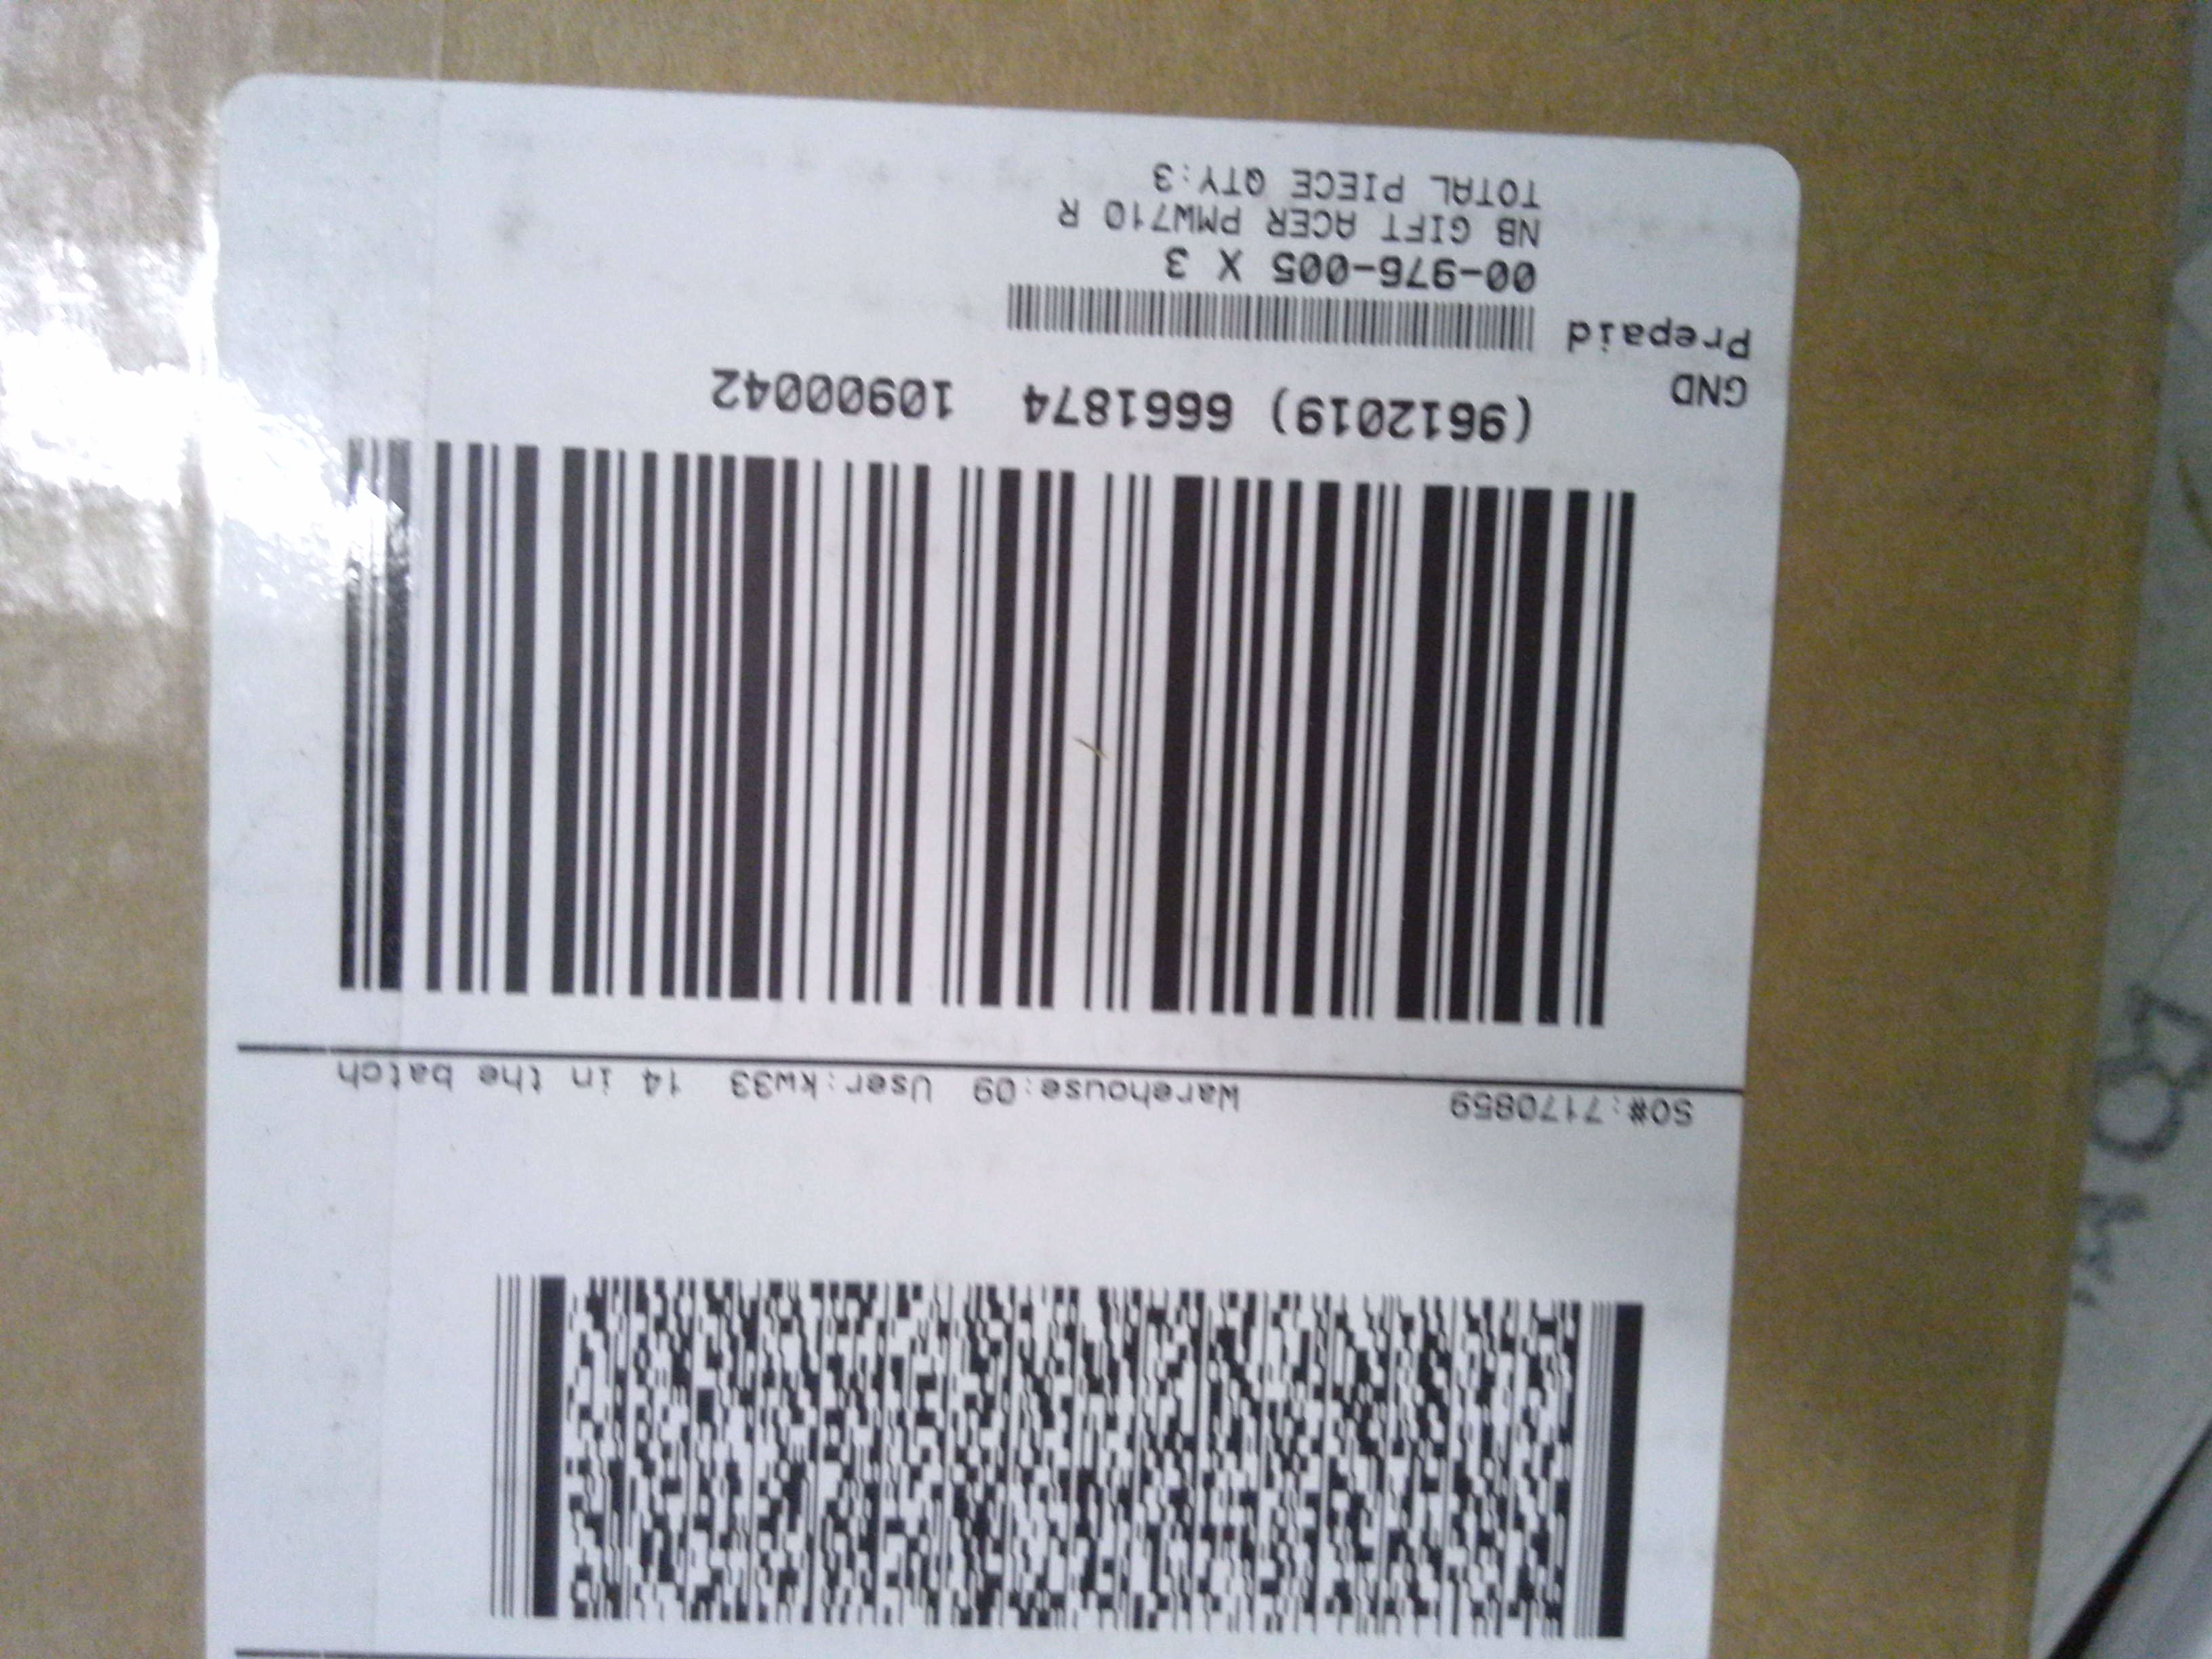 SO#:7170859 Warehouse:09 User:kw33 14 in the batch
(9612019) 6661874 10900042
GND
Prepaid
00-976-005 X 3
NB GIFT ACER PMW710 R
TOTAL PIECE QTY:3